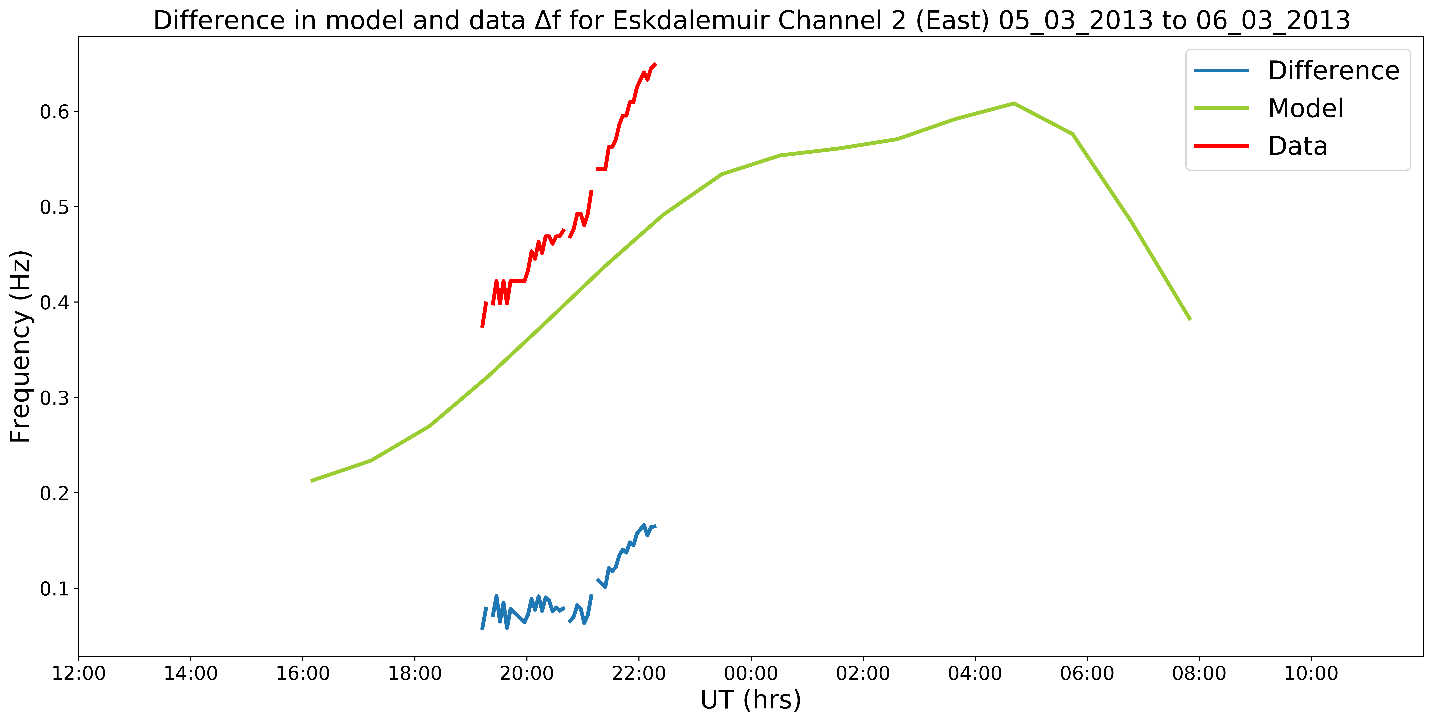 Difference in model and data Δf for Eskdalemuir Channel 2 (East) 05_03_2013 to 06_03_2013
Difference
Model
Data
0.6
0.5
0.4
0.3
0.2
0.1
Frequency (Hz)
12:00 14:00 16:00 18:00 20:00 22:00 00:00 02:00 04:00 06:00 08:00 10:00
UT (hrs)